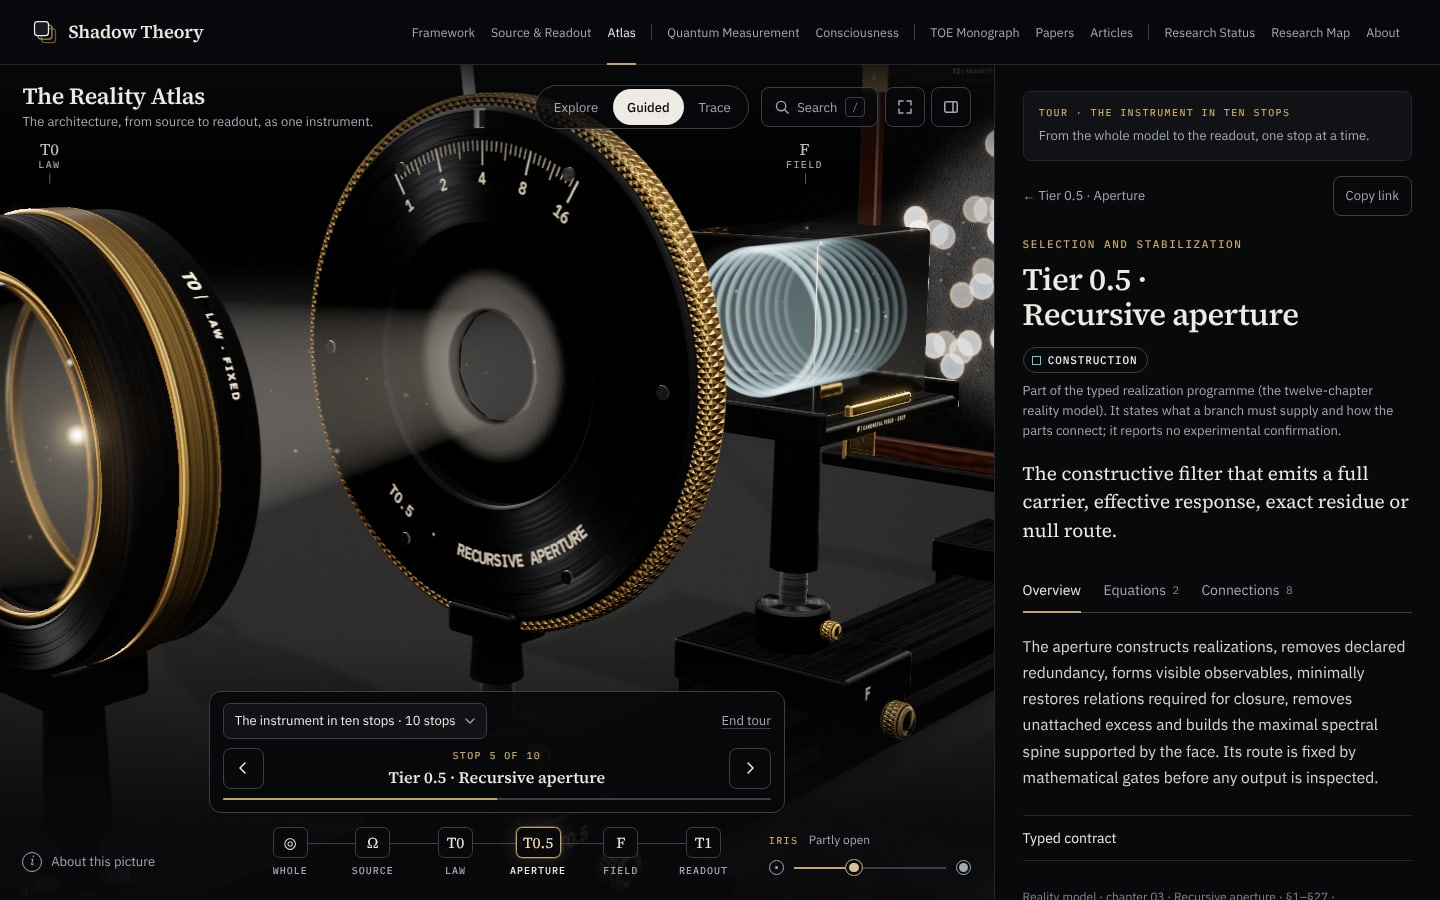 Shadow Theory
Framework
Source & Readout
Atlas
Quantum Measurement
Consciousness
TOE Monograph
Papers
Articles
Research Status
Research Map
About
The Reality Atlas
The architecture, from source to readout, as one instrument.
Explore
Guided
Trace
Search /
T0
LAW
F
FIELD
1 2 4 8 16
T0 | LAW · FIXED
T0.5 · RECURSIVE APERTURE
F
The instrument in ten stops · 10 stops
End tour
STOP 5 OF 10
Tier 0.5 · Recursive aperture
Ω
T0
T0.5
F
T1
WHOLE
SOURCE
LAW
APERTURE
FIELD
READOUT
IRIS Partly open
i About this picture
TOUR · THE INSTRUMENT IN TEN STOPS
From the whole model to the readout, one stop at a time.
← Tier 0.5 · Aperture
Copy link
SELECTION AND STABILIZATION
Tier 0.5 ·
Recursive aperture
CONSTRUCTION
Part of the typed realization programme (the twelve-chapter
reality model). It states what a branch must supply and how the
parts connect; it reports no experimental confirmation.
The constructive filter that emits a full
carrier, effective response, exact residue or
null route.
Overview
Equations 2
Connections 8
The aperture constructs realizations, removes declared
redundancy, forms visible observables, minimally
restores relations required for closure, removes
unattached excess and builds the maximal spectral
spine supported by the face. Its route is fixed by
mathematical gates before any output is inspected.
Typed contract
Reality model · chapter 03 · Recursive aperture · §1–§27 ·